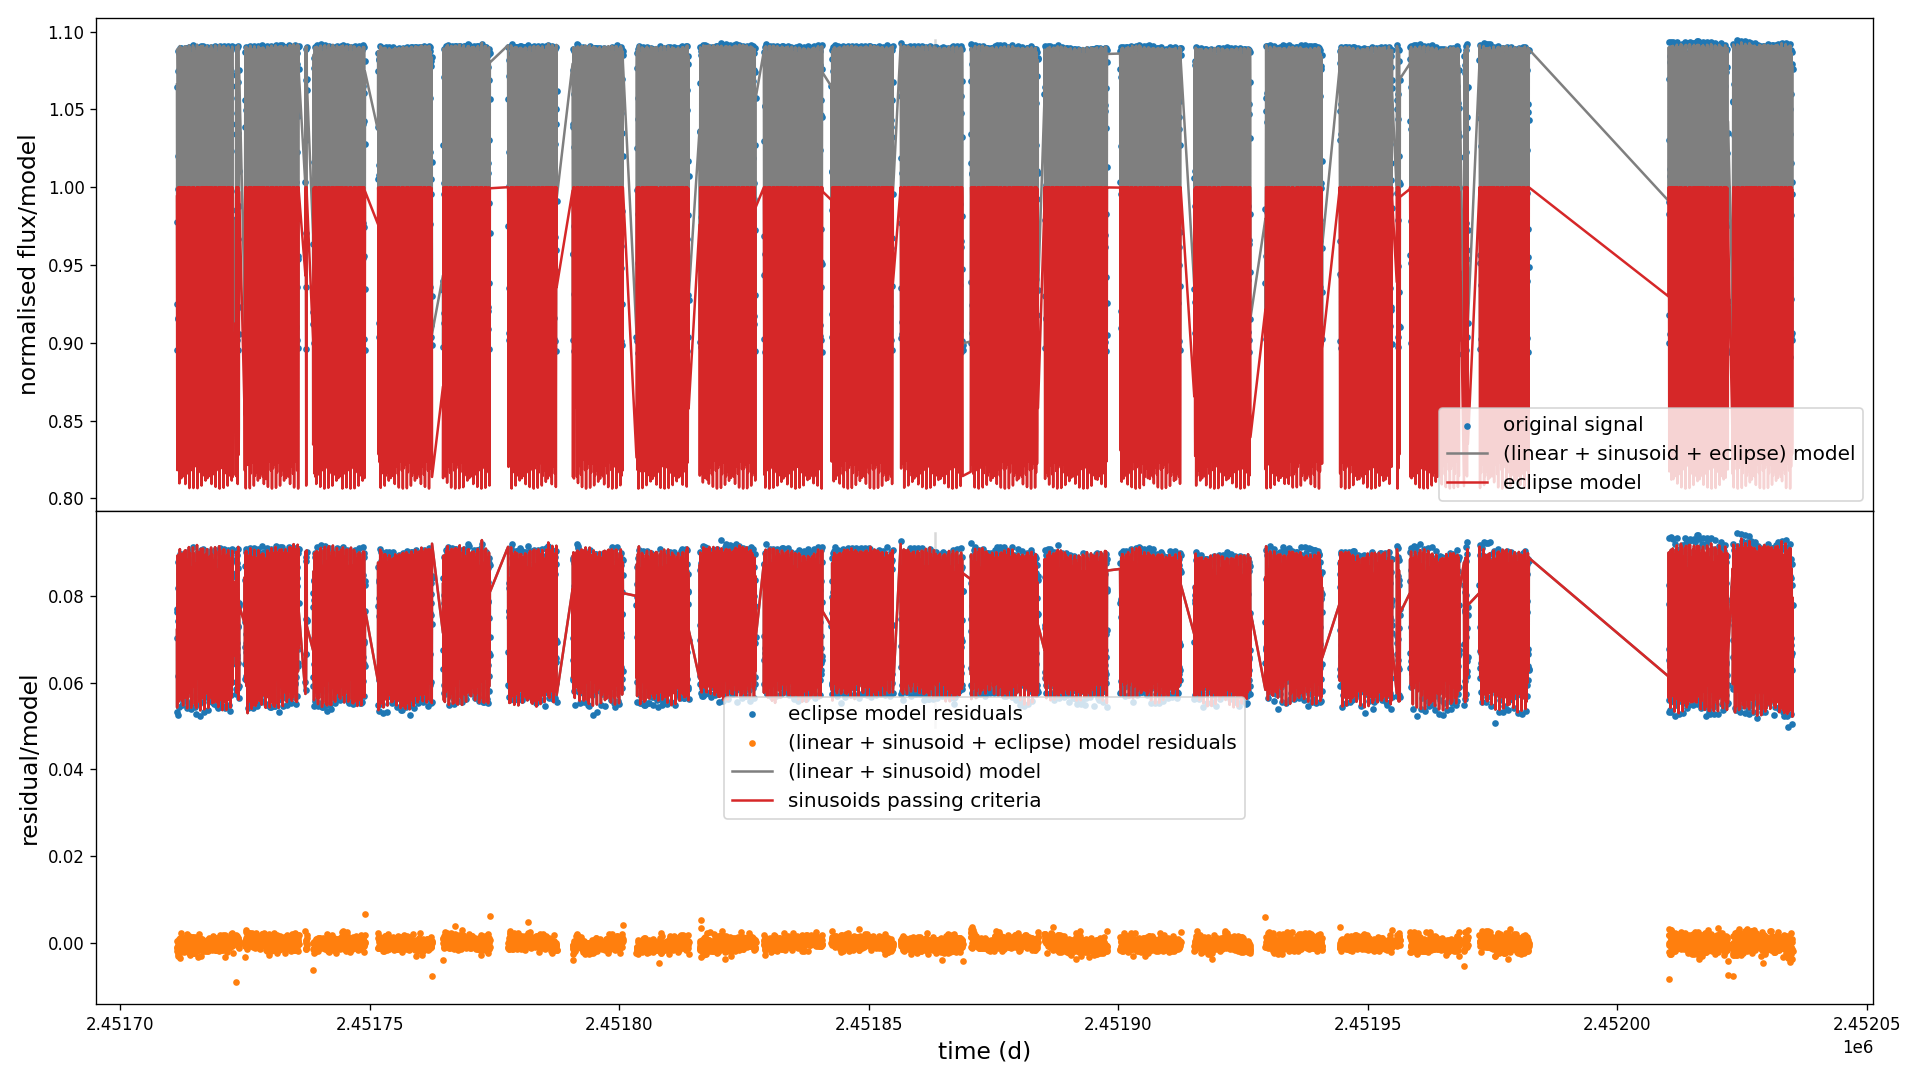 normalised flux/model
1.10
1.05
1.00
0.95
0.90
0.85
0.80
original signal
(linear + sinusoid + eclipse) model
eclipse model
residual/model
0.08
0.06
0.04
0.02
0.00
eclipse model residuals
(linear + sinusoid + eclipse) model residuals
(linear + sinusoid) model
sinusoids passing criteria
2.45170 2.45175 2.45180 2.45185 2.45190 2.45195 2.45200 2.45205
1e6
time (d)